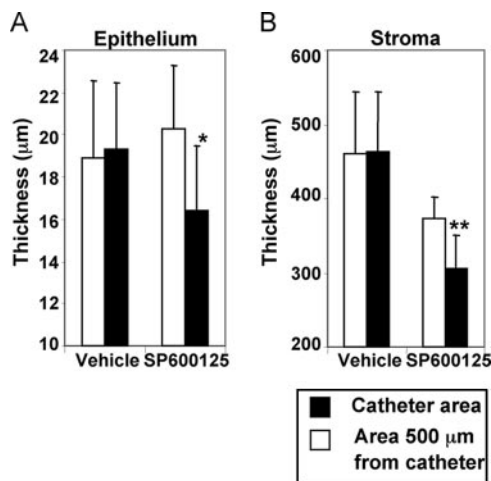 A
Epithelium
24
22
20
18
16
14
12
10
Thickness (μm)
*
Vehicle SP600125
B
Stroma
500
400
300
200
Thickness (μm)
**
Vehicle SP600125
Catheter area
Area 500 μm
from catheter